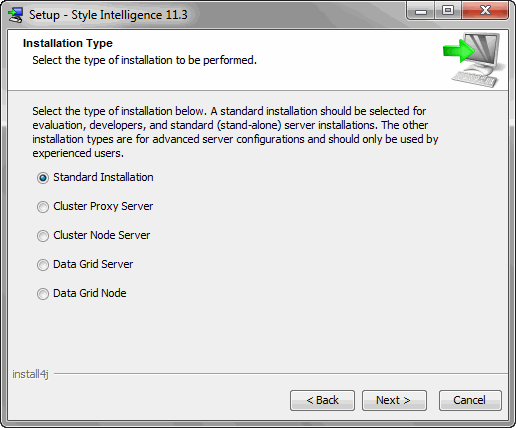 Setup - Style Intelligence 11.3
Installation Type
Select the type of installation to be performed.
Select the type of installation below. A standard installation should be selected for
evaluation, developers, and standard (stand-alone) server installations. The other
installation types are for advanced server configurations and should only be used by
experienced users.
Standard Installation
Cluster Proxy Server
Cluster Node Server
Data Grid Server
Data Grid Node
install4j
< Back Next > Cancel